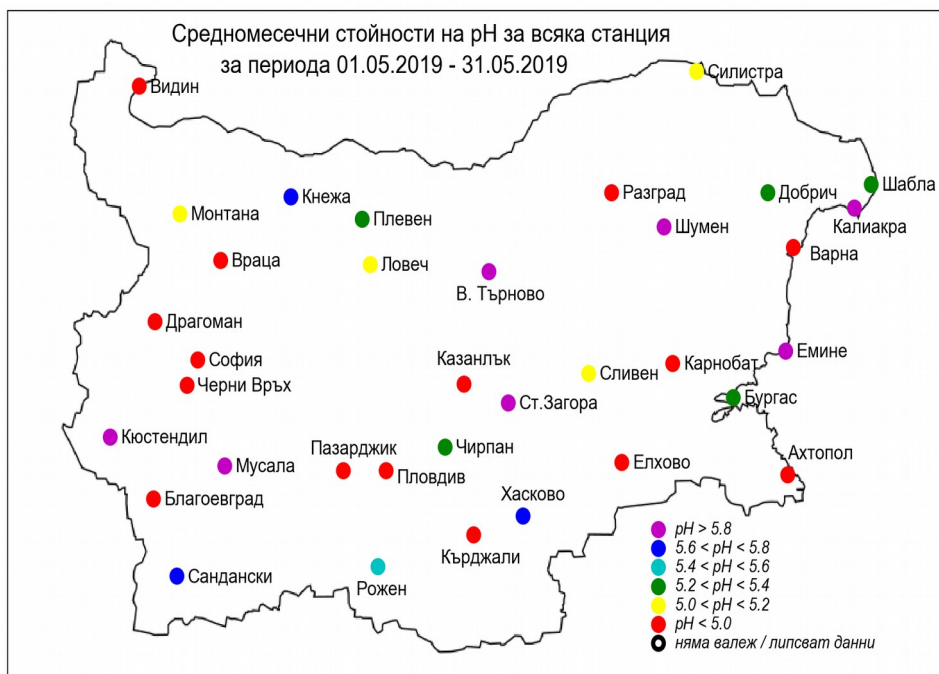 Средномесечни стойности на pH за всяка станция
за периода 01.05.2019 - 31.05.2019
Силистра
Видин
Шабла
Кнежа
Разград
Добрич
Монтана
Плевен
Калиакра
Шумен
Варна
Враца
Ловеч
В. Търново
Драгоман
Емине
София
Казанлък
Карнобат
Сливен
Черни Връх
Бургас
Ст.Загора
Кюстендил
Чирпан
Пазарджик
Ахтопол
Мусала
Елхово
Пловдив
Благоевград
Хасково
Кърджали
Сандански
Рожен
pH > 5.8
5.6 < pH < 5.8
5.4 < pH < 5.6
5.2 < pH < 5.4
5.0 < pH < 5.2
pH < 5.0
няма валеж / липсват данни